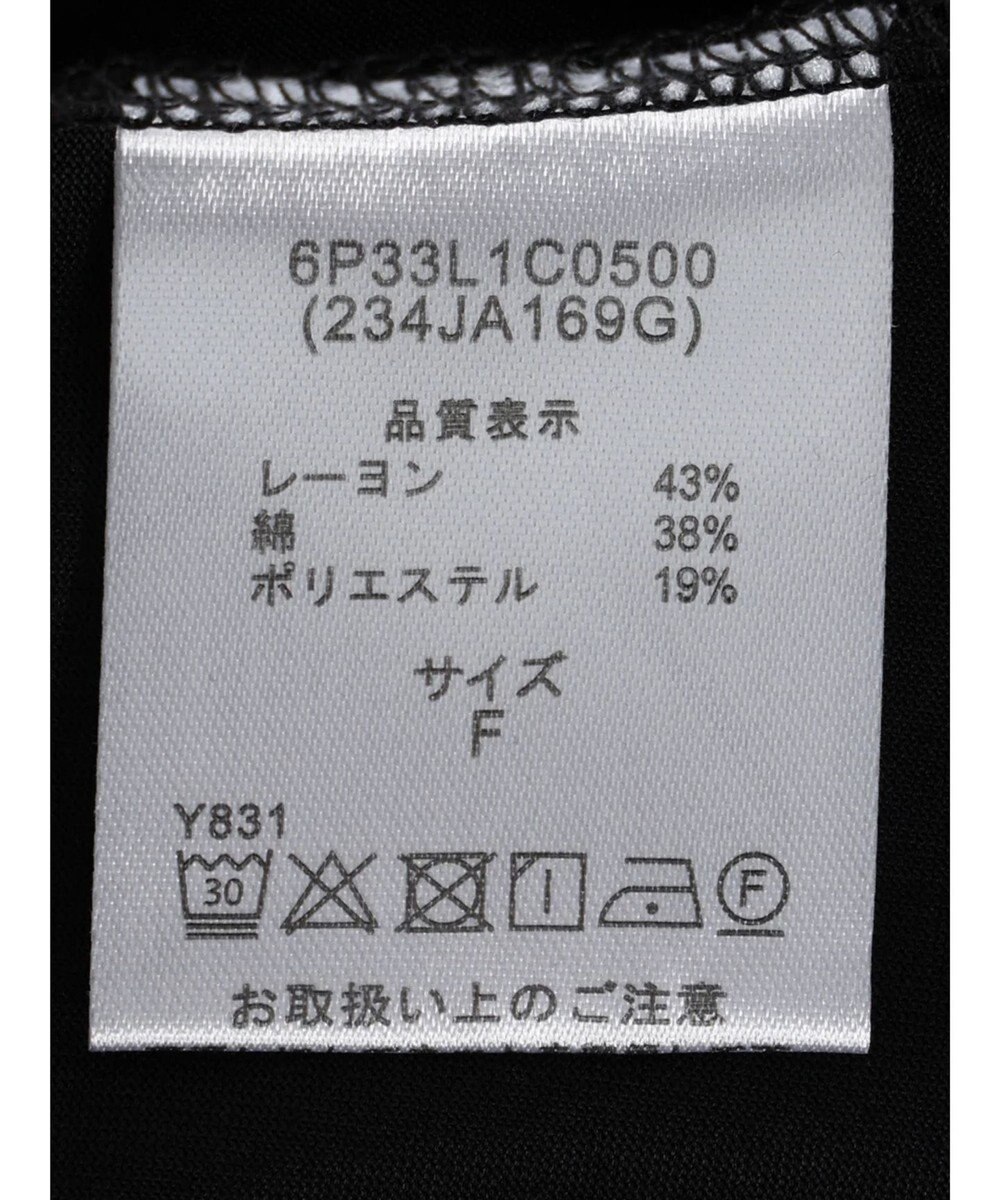 6P33L1C0500
(234JA169G)
品質表示
レーヨン 43%
綿 38%
ポリエステル 19%
サイズ
F
Y831
30 F
お取扱い上のご注意